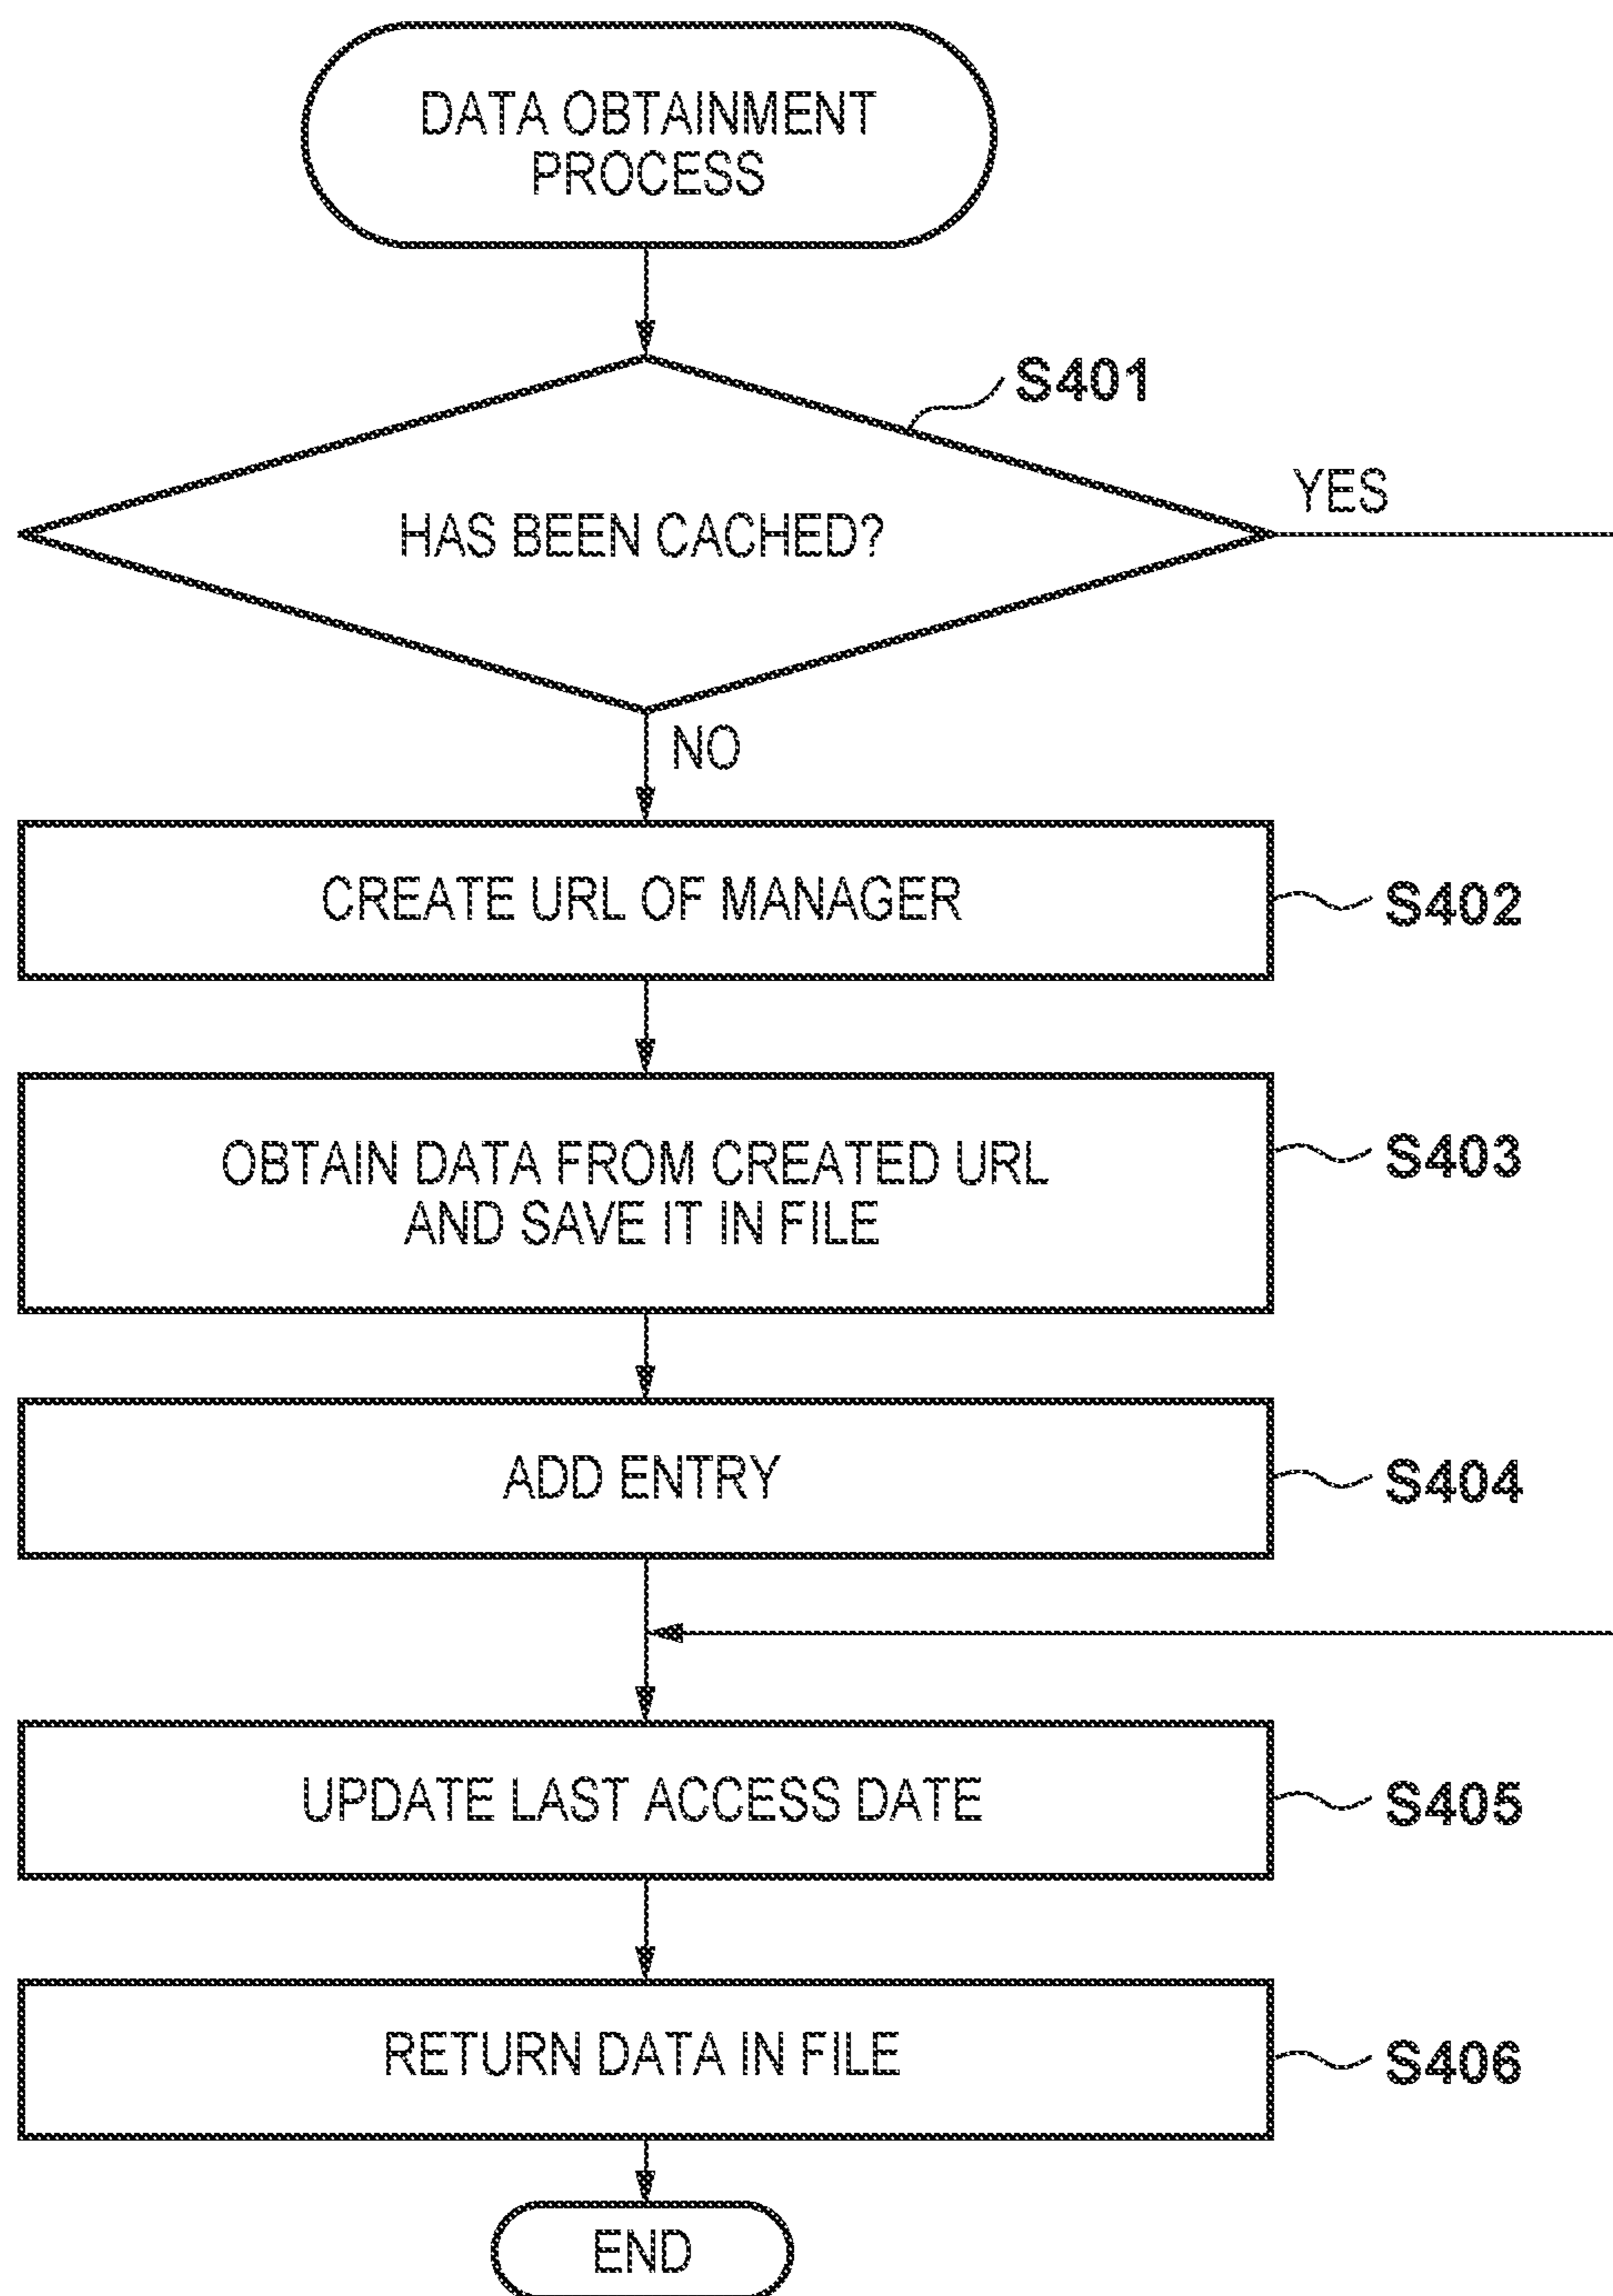 DATA OBTAINMENT
PROCESS
S401
HAS BEEN CACHED?
YES
NO
CREATE URL OF MANAGER
S402
OBTAIN DATA FROM CREATED URL
AND SAVE IT IN FILE
S403
ADD ENTRY
S404
UPDATE LAST ACCESS DATE
S405
RETURN DATA IN FILE
S406
END